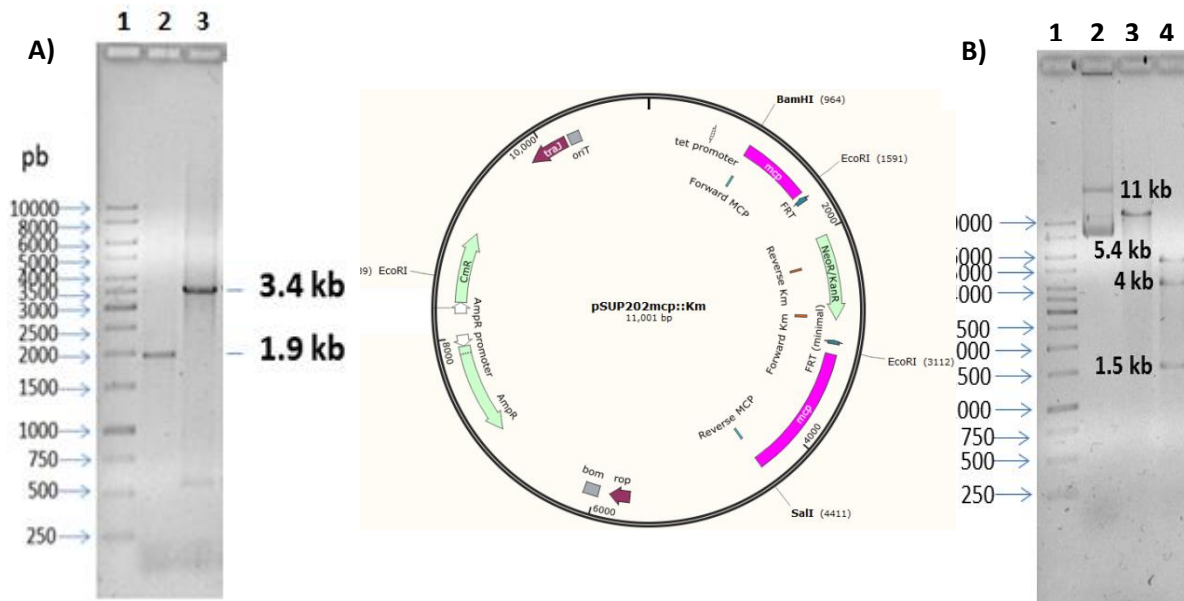 A)
1 2 3
pb
10000
8000
6000
5000
4000
3500
3000
2500
2000
1500
1000
750
500
250
3.4 kb
1.9 kb
BamHI (964)
tet promoter
mcp
EcoRI (1591)
Forward MCP
FRT
2000
NeoR/KanR
Reverse Km
Forward Km
FRT (minimal)
EcoRI (3112)
mcp
4000
Reverse MCP
SalI (4411)
rop
bom
6000
AmpR
AmpR promoter
8000
CmR
39) EcoRI
10,000
traJ
oriT
pSUP202mcp::Km
11,001 bp
B)
1 2 3 4
0000
5000
5000
4000
500
000
500
000
750
500
250
11 kb
5.4 kb
4 kb
1.5 kb